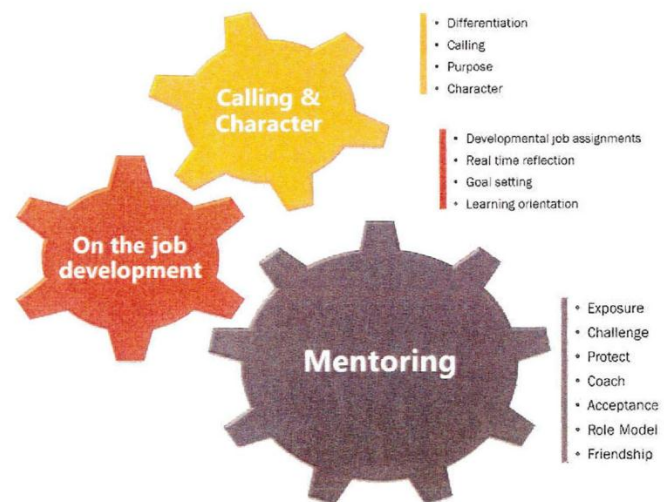 Calling &
Character
• Differentiation
• Calling
• Purpose
• Character
On the job
development
• Developmental job assignments
• Real time reflection
• Goal setting
• Learning orientation
Mentoring
• Exposure
• Challenge
• Protect
• Coach
• Acceptance
• Role Model
• Friendship